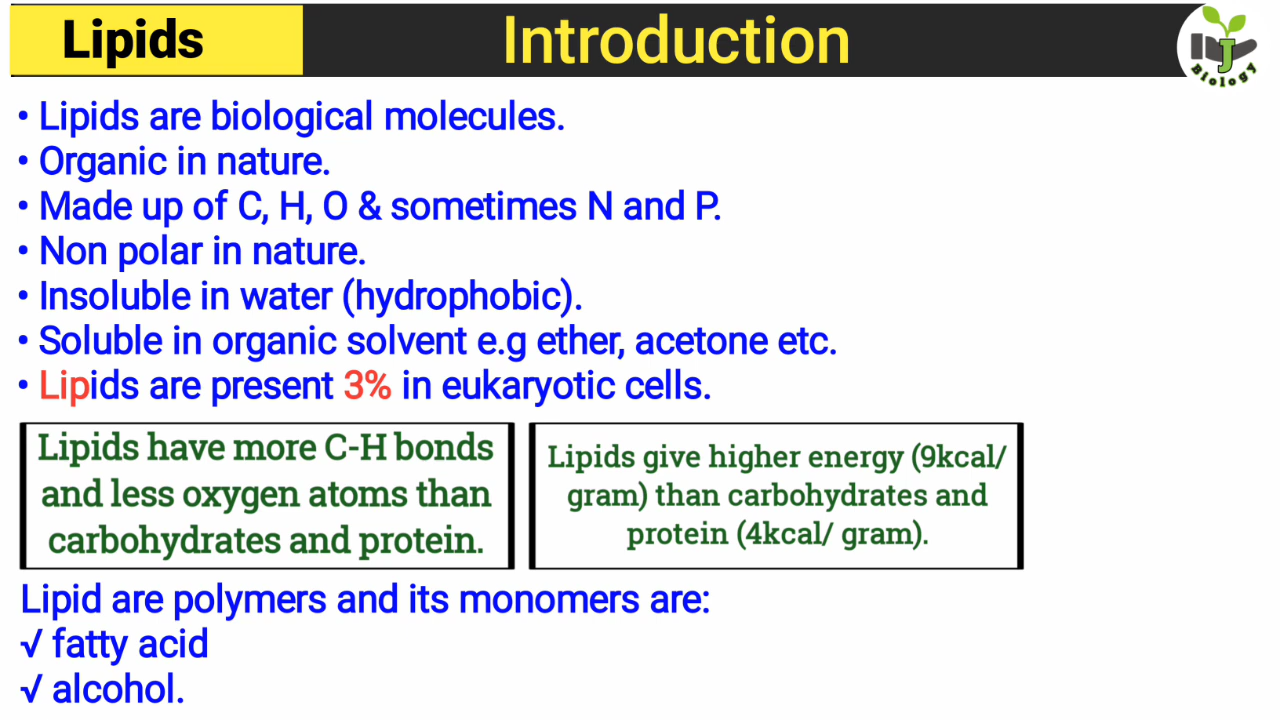 Lipids
Introduction
NJ
Biology
• Lipids are biological molecules.
• Organic in nature.
• Made up of C, H, O & sometimes N and P.
• Non polar in nature.
• Insoluble in water (hydrophobic).
• Soluble in organic solvent e.g ether, acetone etc.
• Lipids are present 3% in eukaryotic cells.
Lipids have more C-H bonds
and less oxygen atoms than
carbohydrates and protein.
Lipids give higher energy (9kcal/
gram) than carbohydrates and
protein (4kcal/ gram).
Lipid are polymers and its monomers are:
√ fatty acid
√ alcohol.